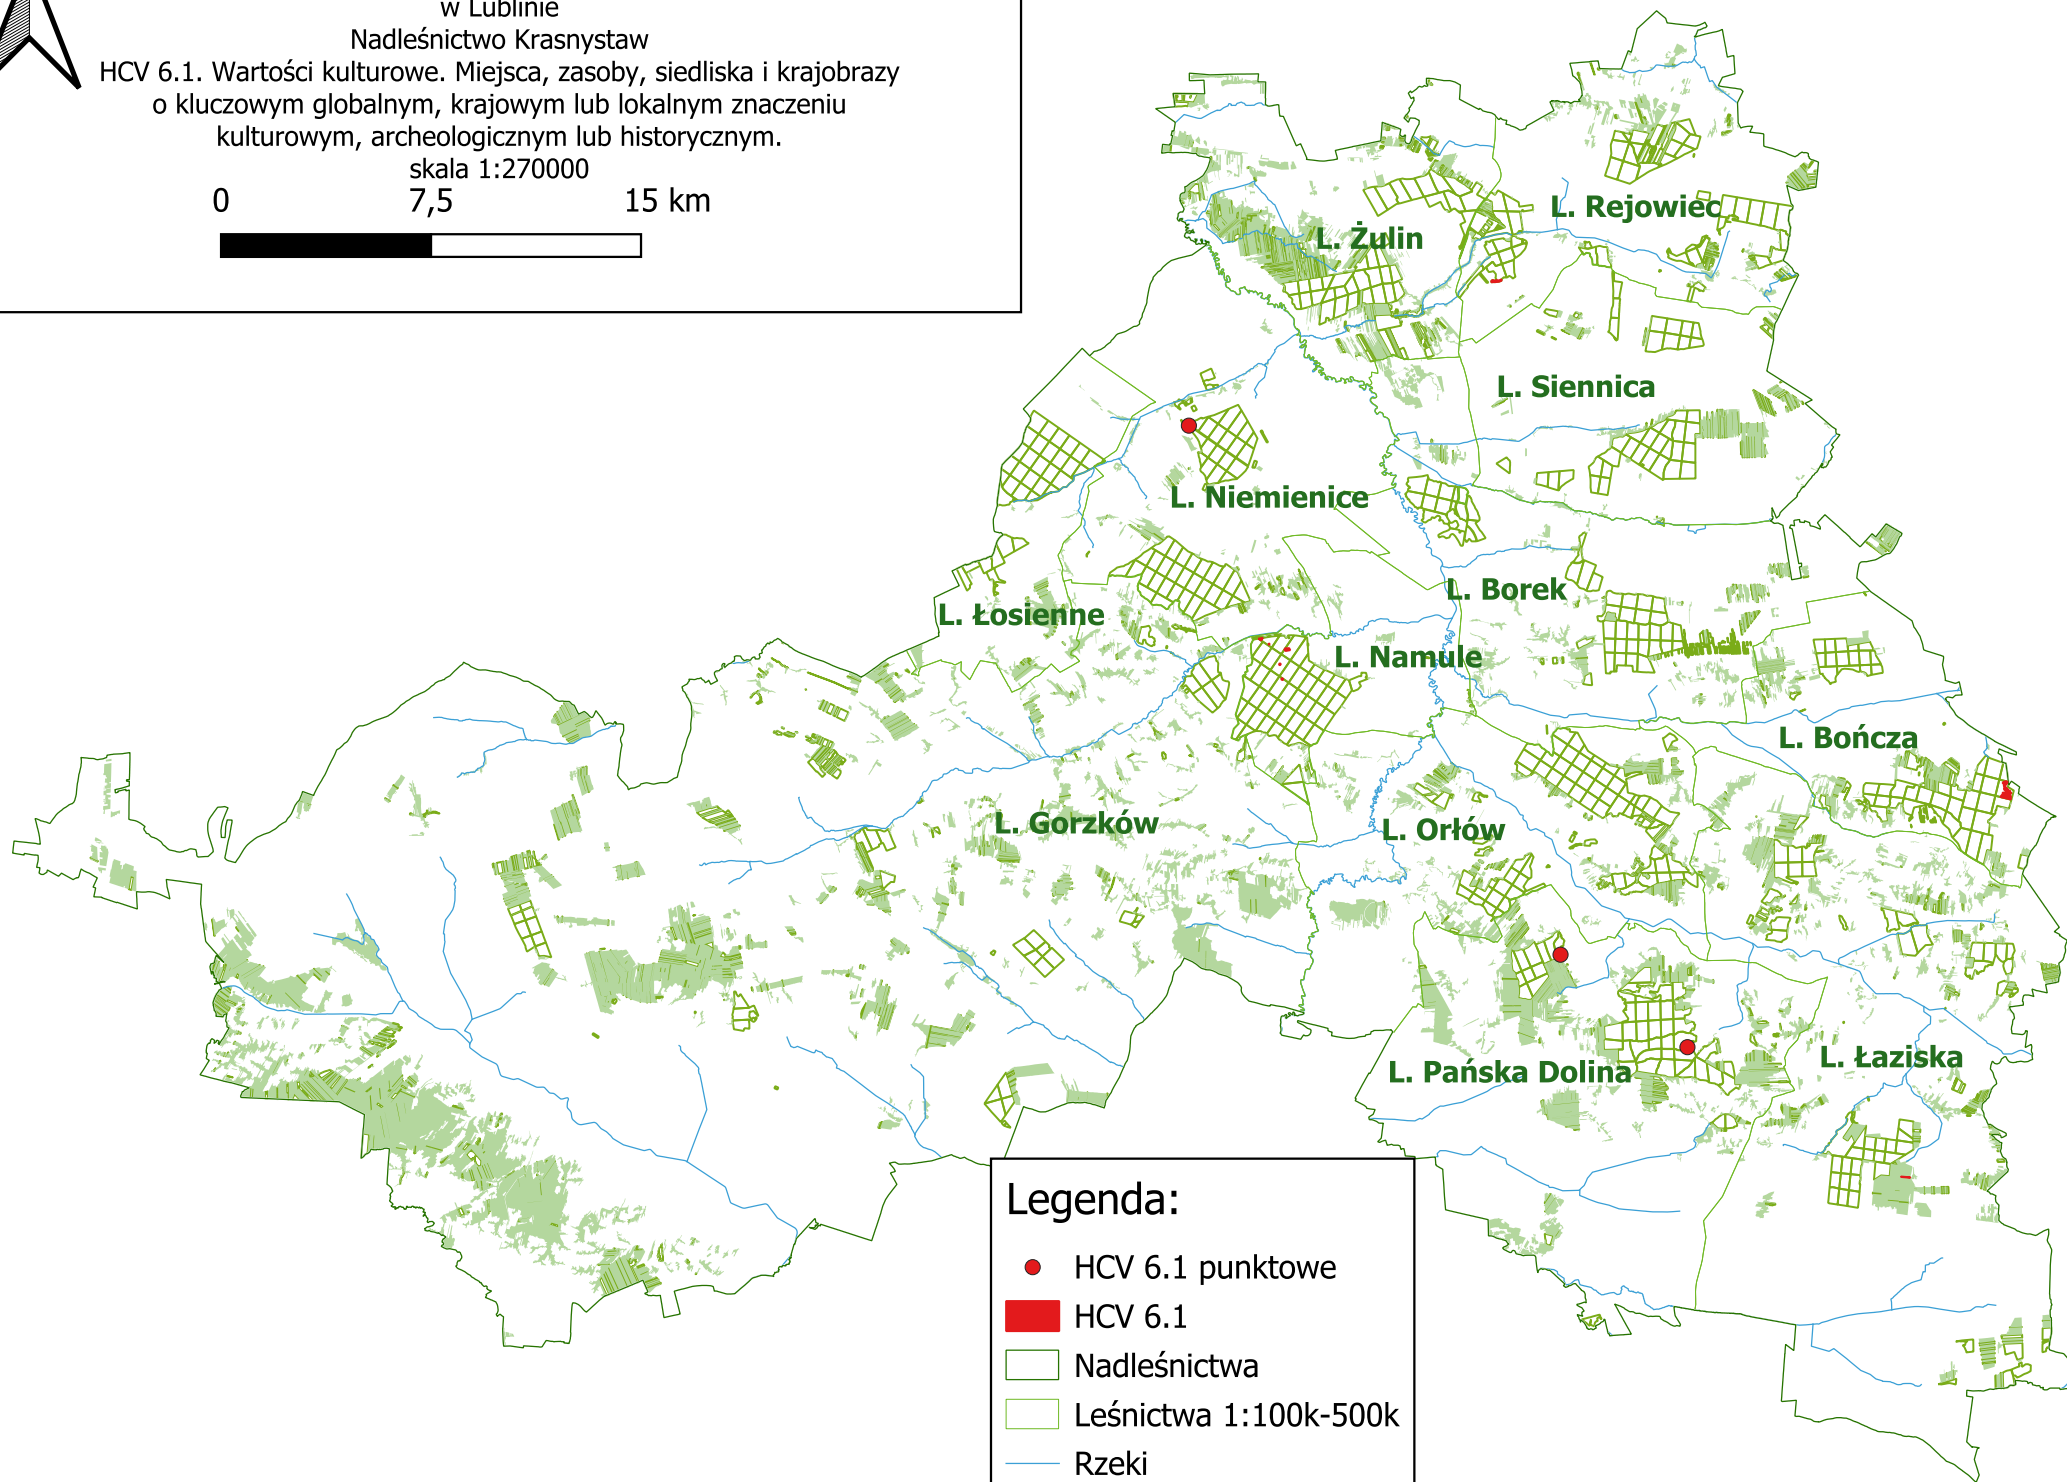 w Lublinie
Nadleśnictwo Krasnystaw
HCV 6.1. Wartości kulturowe. Miejsca, zasoby, siedliska i krajobrazy
o kluczowym globalnym, krajowym lub lokalnym znaczeniu
kulturowym, archeologicznym lub historycznym.
skala 1:270000
0 7,5 15 km
L. Rejowiec
L. Żulin
L. Siennica
L. Niemienice
L. Borek
L. Łosienne
L. Namule
L. Bończa
L. Gorzków
L. Orłów
L. Łaziska
L. Pańska Dolina
Legenda:
HCV 6.1 punktowe
HCV 6.1
Nadleśnictwa
Leśnictwa 1:100k-500k
Rzeki